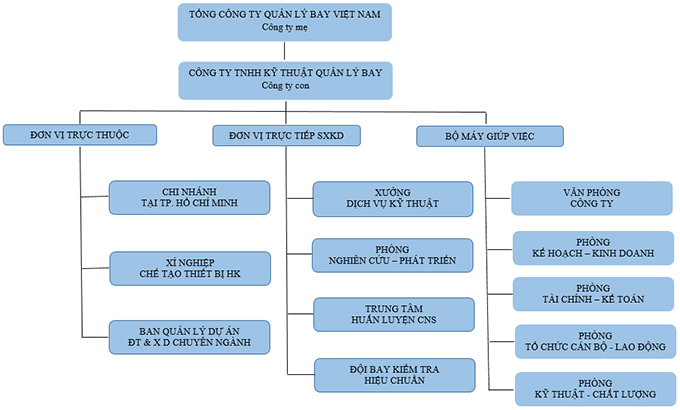 TỔNG CÔNG TY QUẢN LÝ BAY VIỆT NAM
Công ty mẹ
CÔNG TY TNHH KỸ THUẬT QUẢN LÝ BAY
Công ty con
ĐƠN VỊ TRỰC THUỘC
ĐƠN VỊ TRỰC TIẾP SXKD
BỘ MÁY GIÚP VIỆC
CHI NHÁNH
TẠI TP. HỒ CHÍ MINH
XÍ NGHIỆP
CHẾ TẠO THIẾT BỊ HK
BAN QUẢN LÝ DỰ ÁN
ĐT & X D CHUYÊN NGÀNH
XƯỞNG
DỊCH VỤ KỸ THUẬT
PHÒNG
NGHIÊN CỨU – PHÁT TRIỂN
TRUNG TÂM
HUẤN LUYỆN CNS
ĐỘI BAY KIỂM TRA
HIỆU CHUẨN
VĂN PHÒNG
CÔNG TY
PHÒNG
KẾ HOẠCH – KINH DOANH
PHÒNG
TÀI CHÍNH – KẾ TOÁN
PHÒNG
TỔ CHỨC CÁN BỘ - LAO ĐỘNG
PHÒNG
KỸ THUẬT - CHẤT LƯỢNG